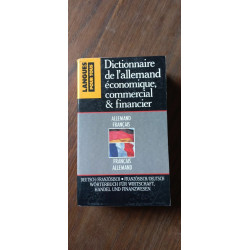 LANGUES
POUR TOUS
Dictionnaire
de l'allemand
économique,
commercial
& financier
ALLEMAND
FRANÇAIS
FRANÇAIS
ALLEMAND
DEUTSCH-FRANZÖSISCH • FRANZÖSISCH-DEUTSCH
WÖRTERBUCH FÜR WIRTSCHAFT,
HANDEL UND FINANZWESEN